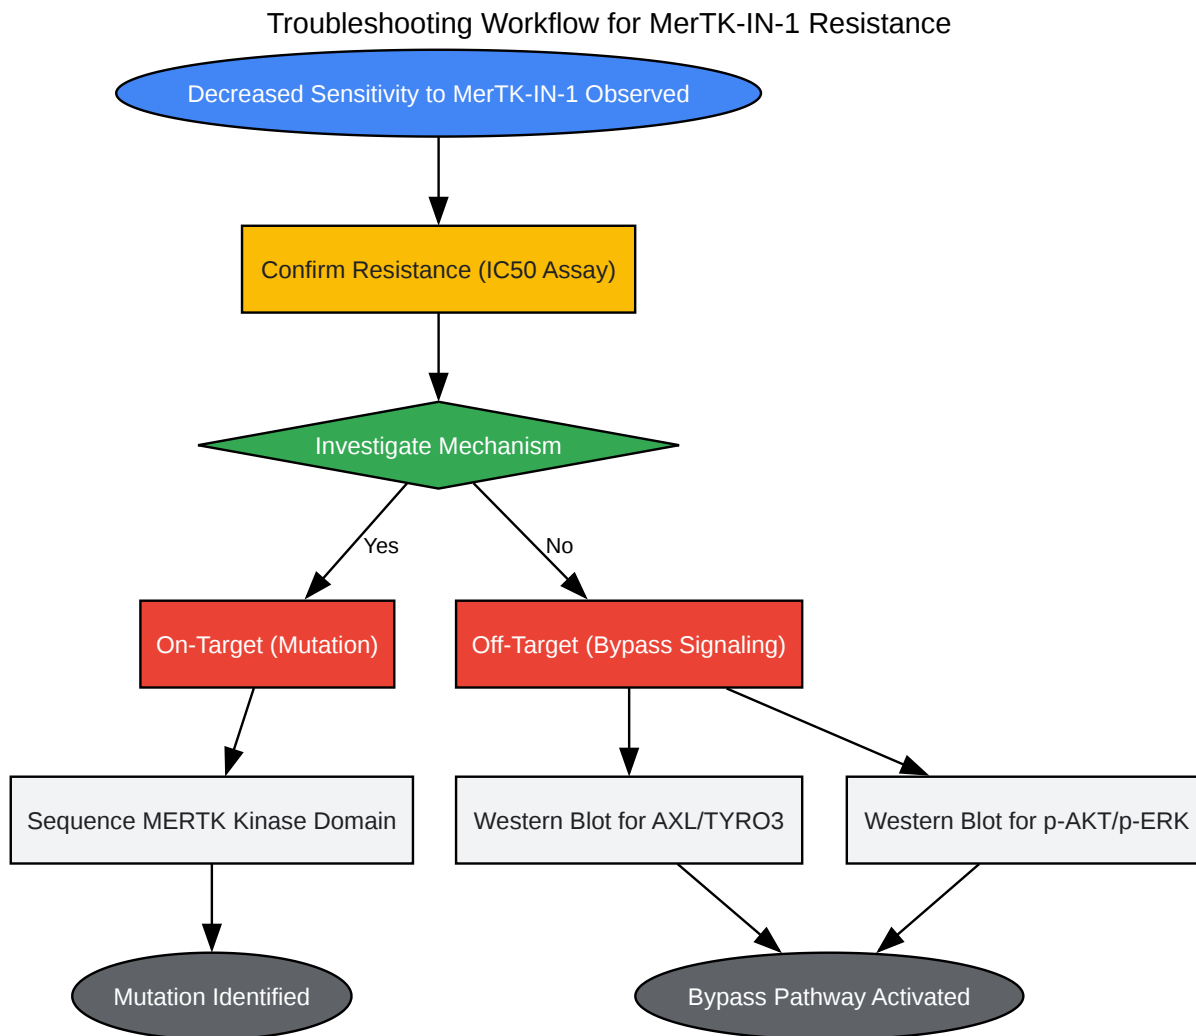 Troubleshooting Workflow for MerTK-IN-1 Resistance
Decreased Sensitivity to MerTK-IN-1 Observed
Confirm Resistance (IC50 Assay)
Investigate Mechanism
Yes
No
On-Target (Mutation)
Off-Target (Bypass Signaling)
Sequence MERTK Kinase Domain
Western Blot for AXL/TYRO3
Western Blot for p-AKT/p-ERK
Mutation Identified
Bypass Pathway Activated